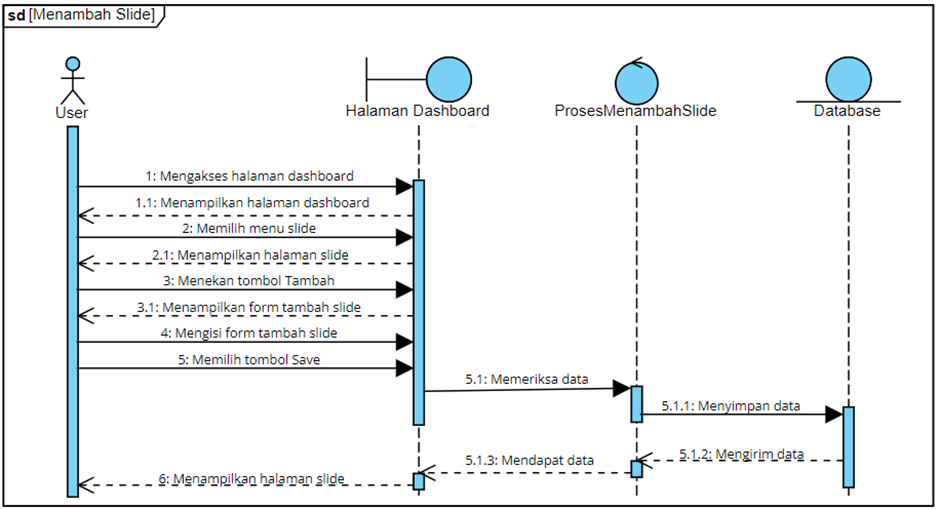 sd [Menambah Slide]
User
Halaman Dashboard
ProsesMenambahSlide
Database
1: Mengakses halaman dashboard
1.1: Menampilkan halaman dashboard
2: Memilih menu slide
2.1: Menampilkan halaman slide
3: Menekan tombol Tambah
3.1: Menampilkan form tambah slide
4: Mengisi form tambah slide
5: Memilih tombol Save
5.1: Memeriksa data
5.1.1: Menyimpan data
5.1.2: Mengirim data
5.1.3: Mendapat data
6: Menampilkan halaman slide